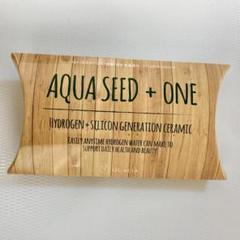 AQUA SEED + ONE
HYDROGEN + SILICON GENERATION CERAMIC
EASILY ANYTIME HYDROGEN WATER CAN MAKE TO
SUPPORT DAILY HEALTH AND BEAUTY